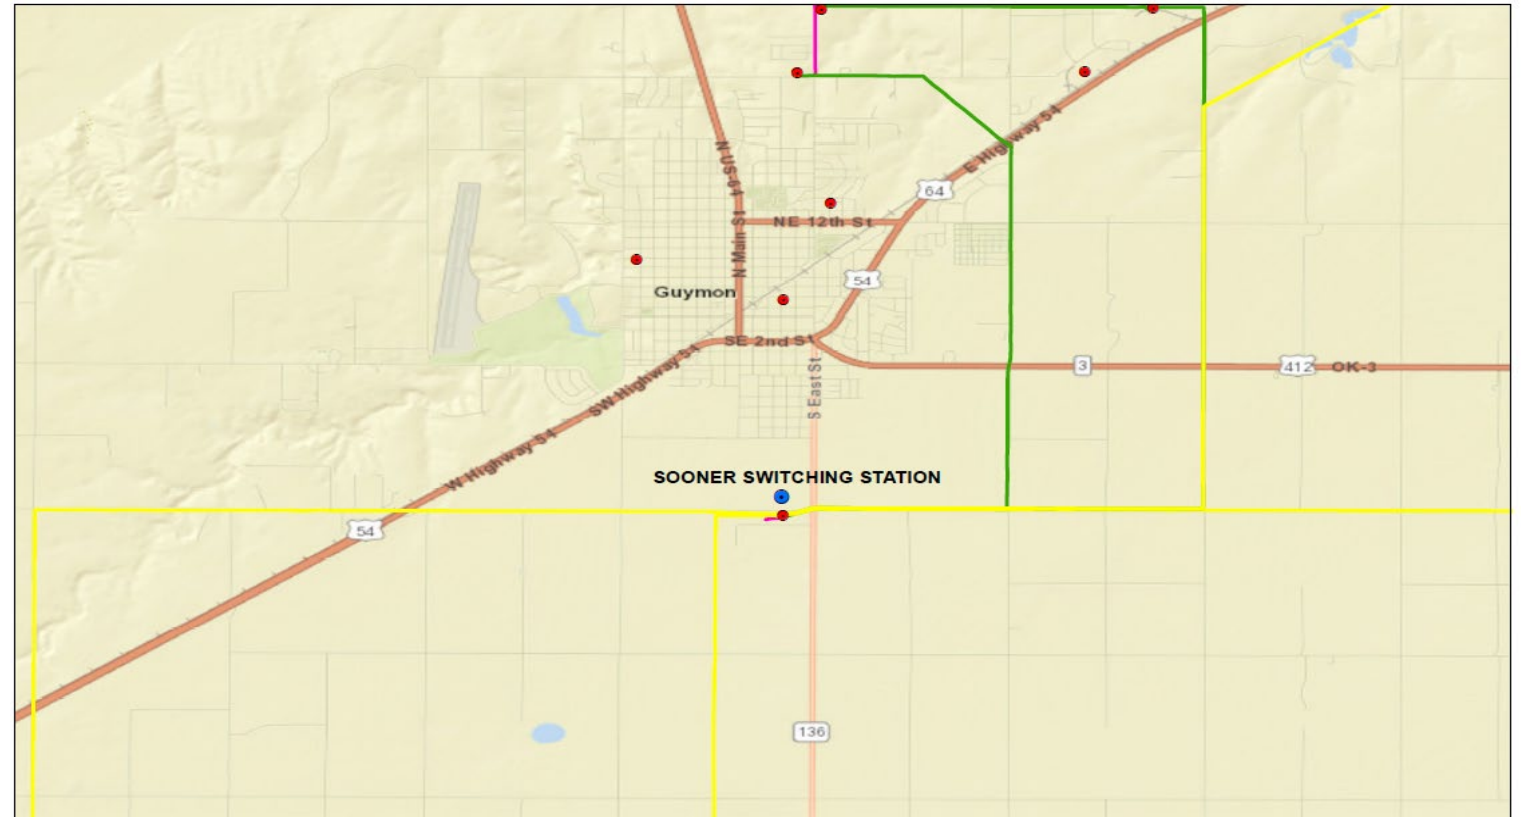 E Highway 54
N US-64
64
NE 12th St
N Main St
54
Guymon
SE 2nd St
SW Highway 54
3
412
OK-3
S East St
W Highway 54
SOONER SWITCHING STATION
54
136